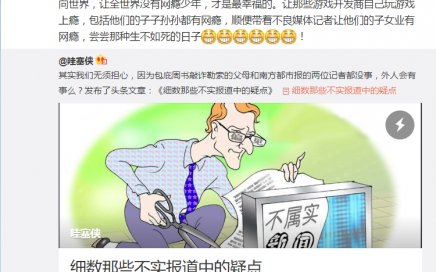 向世界，让全世界没有网瘾少年，才是最幸福的。让那些游戏开发商自己玩游戏
上瘾，包括他们的子子孙孙都有网瘾，顺便带着不良媒体记者让他们的子女业有
网瘾，尝尝那种生不如死的日子😁😁😁😁😁！
@哇塞侠
其实我们无须担心，因为包庇周书敲诈勒索的父母和南方都市报的两位记者都没事，外人会有
事么？发布了头条文章：《细数那些不实报道中的疑点》 细数那些不实报道中的疑点
不属实
新闻
哇塞侠
细数那些不实报道中的疑点